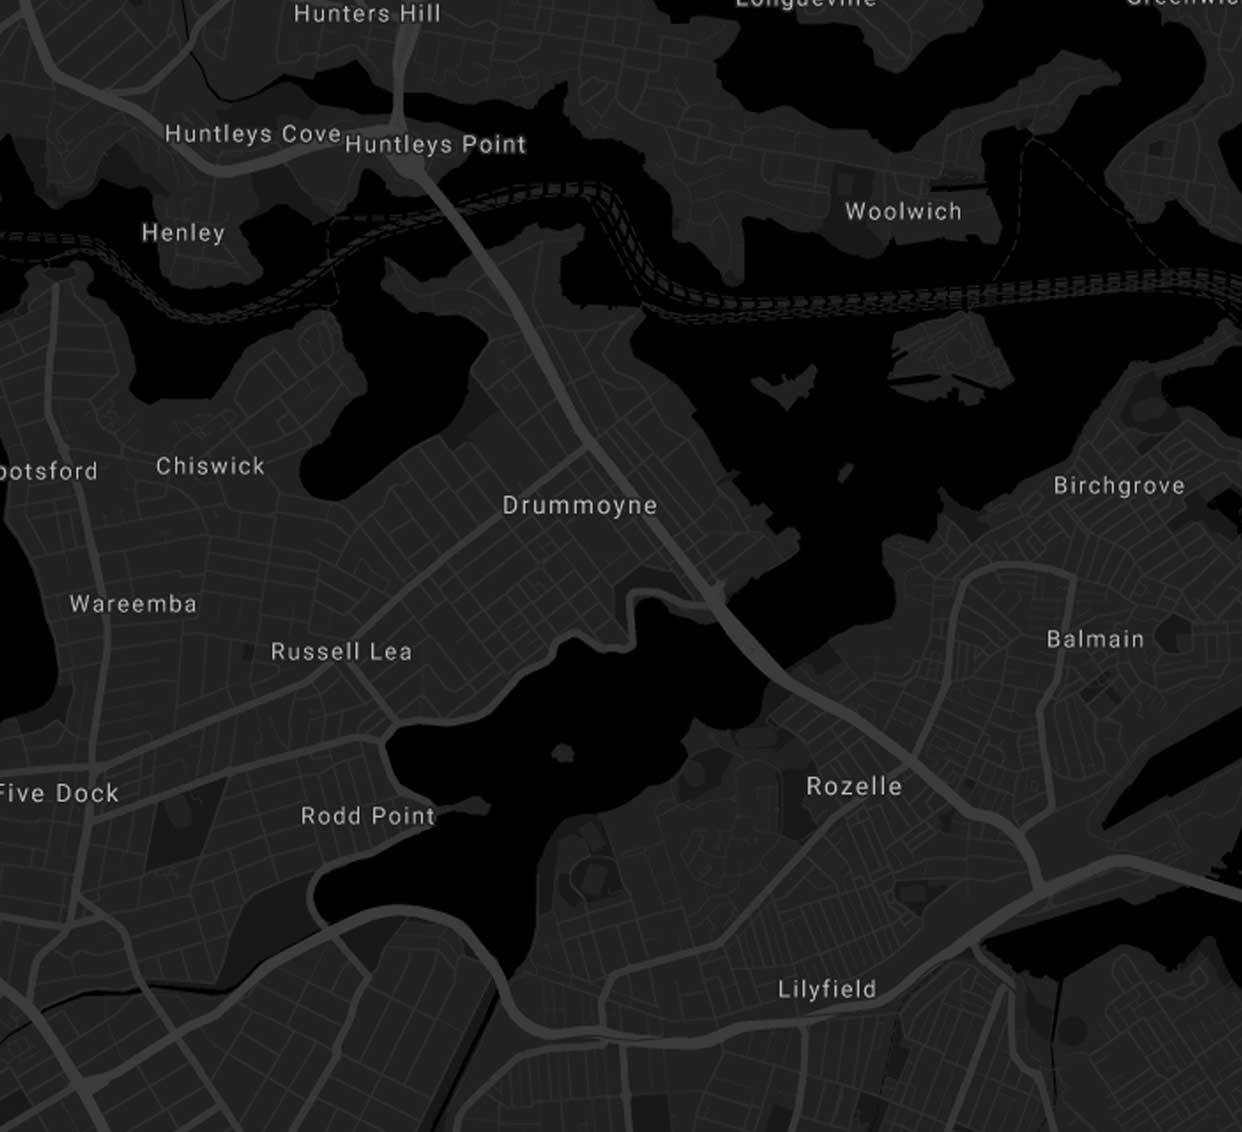 Longueville
Hunters Hill
Huntleys Cove
Huntleys Point
Woolwich
Henley
Chiswick
Birchgrove
Drummoyne
Wareemba
Balmain
Russell Lea
Rozelle
Five Dock
Rodd Point
Lilyfield